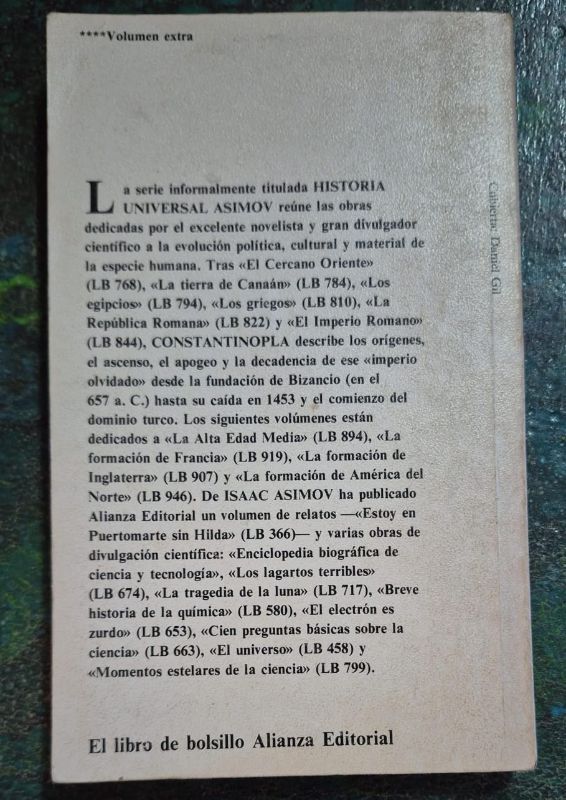 ****Volumen extra
La serie informalmente titulada HISTORIA
UNIVERSAL ASIMOV reúne las obras
dedicadas por el excelente novelista y gran divulgador
científico a la evolución política, cultural y material de
la especie humana. Tras «El Cercano Oriente»
(LB 768), «La tierra de Canaán» (LB 784), «Los
egipcios» (LB 794), «Los griegos» (LB 810), «La
República Romana» (LB 822) y «El Imperio Romano»
(LB 844), CONSTANTINOPLA describe los orígenes,
el ascenso, el apogeo y la decadencia de ese «imperio
olvidado» desde la fundación de Bizancio (en el
657 a. C.) hasta su caída en 1453 y el comienzo del
dominio turco. Los siguientes volúmenes están
dedicados a «La Alta Edad Media» (LB 894), «La
formación de Francia» (LB 919), «La formación de
Inglaterra» (LB 907) y «La formación de América del
Norte» (LB 946). De ISAAC ASIMOV ha publicado
Alianza Editorial un volumen de relatos —«Estoy en
Puertomarte sin Hilda» (LB 366)— y varias obras de
divulgación científica: «Enciclopedia biográfica de
ciencia y tecnología», «Los lagartos terribles»
(LB 674), «La tragedia de la luna» (LB 717), «Breve
historia de la química» (LB 580), «El electrón es
zurdo» (LB 653), «Cien preguntas básicas sobre la
ciencia» (LB 663), «El universo» (LB 458) y
«Momentos estelares de la ciencia» (LB 799).
El libro de bolsillo Alianza Editorial
Cubierta: Daniel Gil